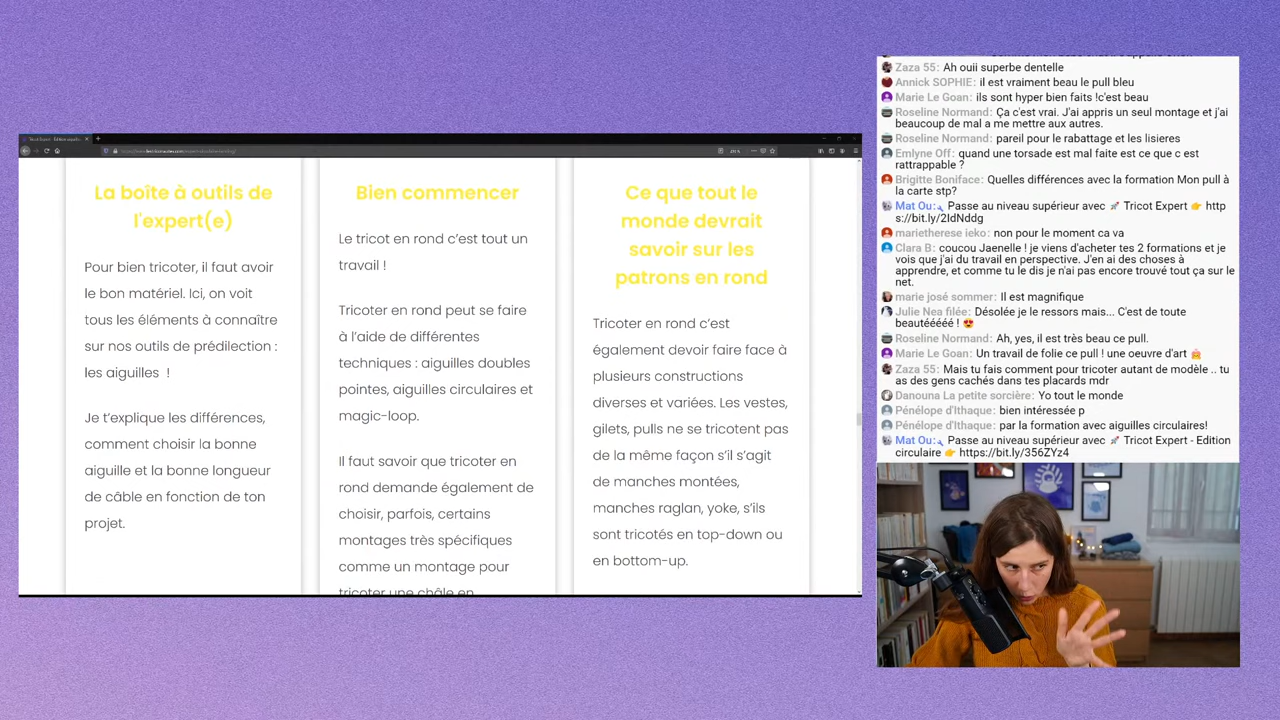 La boîte à outils de
l'expert(e)
Pour bien tricoter, il faut avoir
le bon matériel. Ici, on voit
tous les éléments à connaître
sur nos outils de prédilection :
les aiguilles !
Je t'explique les différences,
comment choisir la bonne
aiguille et la bonne longueur
de câble en fonction de ton
projet.
Bien commencer
Le tricot en rond c'est tout un
travail !
Tricoter en rond peut se faire
à l'aide de différentes
techniques : aiguilles doubles
pointes, aiguilles circulaires et
magic-loop.
Il faut savoir que tricoter en
rond demande également de
choisir, parfois, certains
montages très spécifiques
comme un montage pour
tricoter une châle en
Ce que tout le
monde devrait
savoir sur les
patrons en rond
Tricoter en rond c'est
également devoir faire face à
plusieurs constructions
diverses et variées. Les vestes,
gilets, pulls ne se tricotent pas
de la même façon s'il s'agit
de manches montées,
manches raglan, yoke, s'ils
sont tricotés en top-down ou
en bottom-up.
Zaza 55: Ah ouii superbe dentelle
Annick SOPHIE: il est vraiment beau le pull bleu
Marie Le Goan: ils sont hyper bien faits !c'est beau
Roseline Normand: Ça c'est vrai. J'ai appris un seul montage et j'ai
beaucoup de mal a me mettre aux autres.
Roseline Normand: pareil pour le rabattage et les lisieres
Emlyne Off: quand une torsade est mal faite est ce que c est
rattrappable ?
Brigitte Boniface: Quelles différences avec la formation Mon pull à
la carte stp?
Mat Ou: Passe au niveau supérieur avec 🚀 Tricot Expert 👉 http
s://bit.ly/2IdNddg
marietherese ieko: non pour le moment ca va
Clara B: coucou Jaenelle ! je viens d'acheter tes 2 formations et je
vois que j'ai du travail en perspective. J'en ai des choses à
apprendre, et comme tu le dis je n'ai pas encore trouvé tout ça sur le
net.
marie josé sommer: Il est magnifique
Julie Nea filée: Désolée je le ressors mais... C'est de toute
beautééééé ! 😍
Roseline Normand: Ah, yes, il est très beau ce pull.
Marie Le Goan: Un travail de folie ce pull ! une oeuvre d'art
Zaza 55: Mais tu fais comment pour tricoter autant de modèle .. tu
as des gens cachés dans tes placards mdr
Danouna La petite sorcière: Yo tout le monde
Pénélope d'Ithaque: bien intéressée p
Pénélope d'Ithaque: par la formation avec aiguilles circulaires!
Mat Ou: Passe au niveau supérieur avec 🚀 Tricot Expert - Edition
circulaire 👉 https://bit.ly/356ZYz4